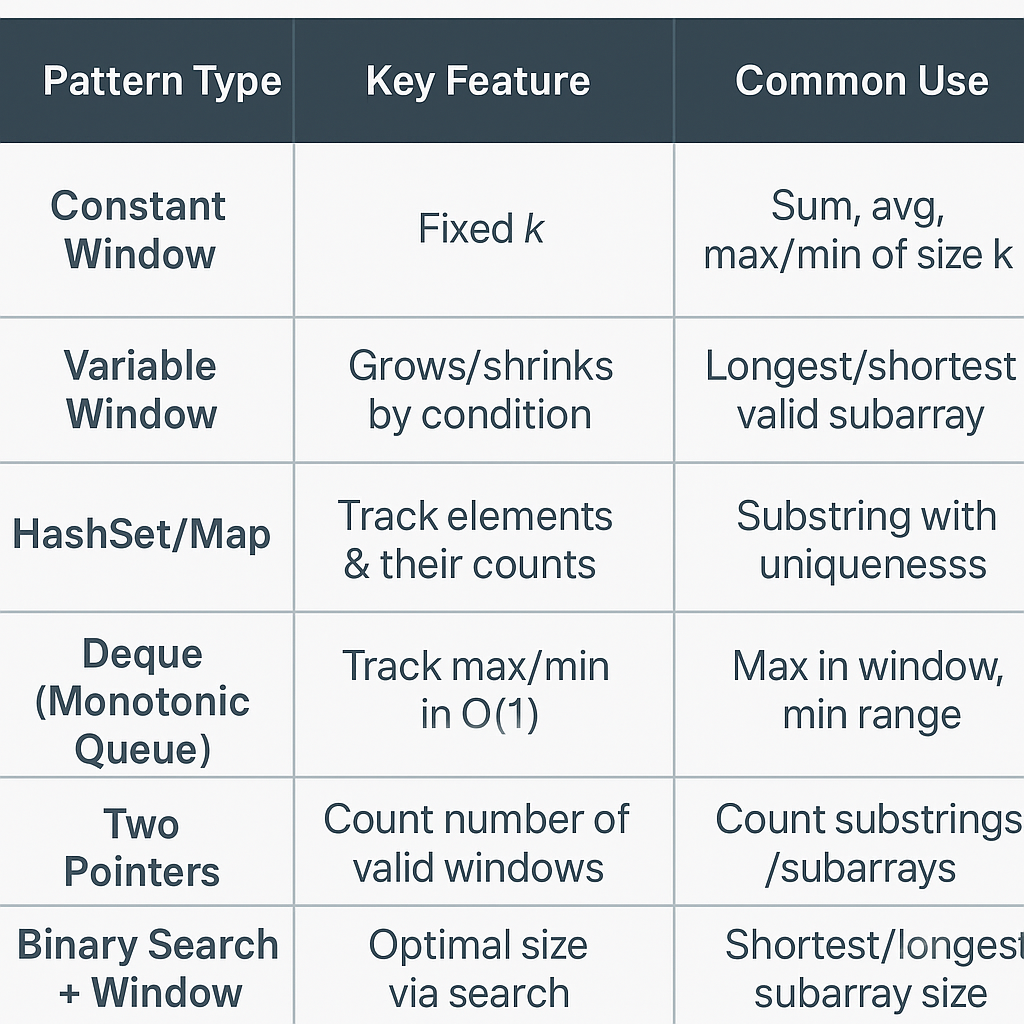 Pattern Type
Key Feature
Common Use
Constant
Window
Fixed k
Sum, avg,
max/min of size k
Variable
Window
Grows/shrinks
by condition
Longest/shortest
valid subarray
HashSet/Map
Track elements
& their counts
Substring with
uniquenesss
Deque
(Monotonic
Queue)
Track max/min
in O(1)
Max in window,
min range
Two
Pointers
Count number of
valid windows
Count substrings
/subarrays
Binary Search
+ Window
Optimal size
via search
Shortest/longest
subarray size